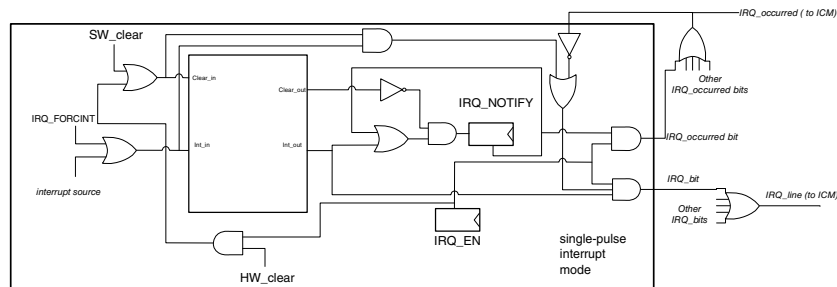 IRQ_occurred ( to ICM)
SW_clear
Clear_in
Clear_out
IRQ_NOTIFY
Other
IRQ_occurred bits
IRQ_FORCINT
Int_in
Int_out
IRQ_occurred bit
interrupt source
IRQ_bit
IRQ_line (to ICM)
Other
IRQ_bits
IRQ_EN
HW_clear
single-pulse
interrupt
mode